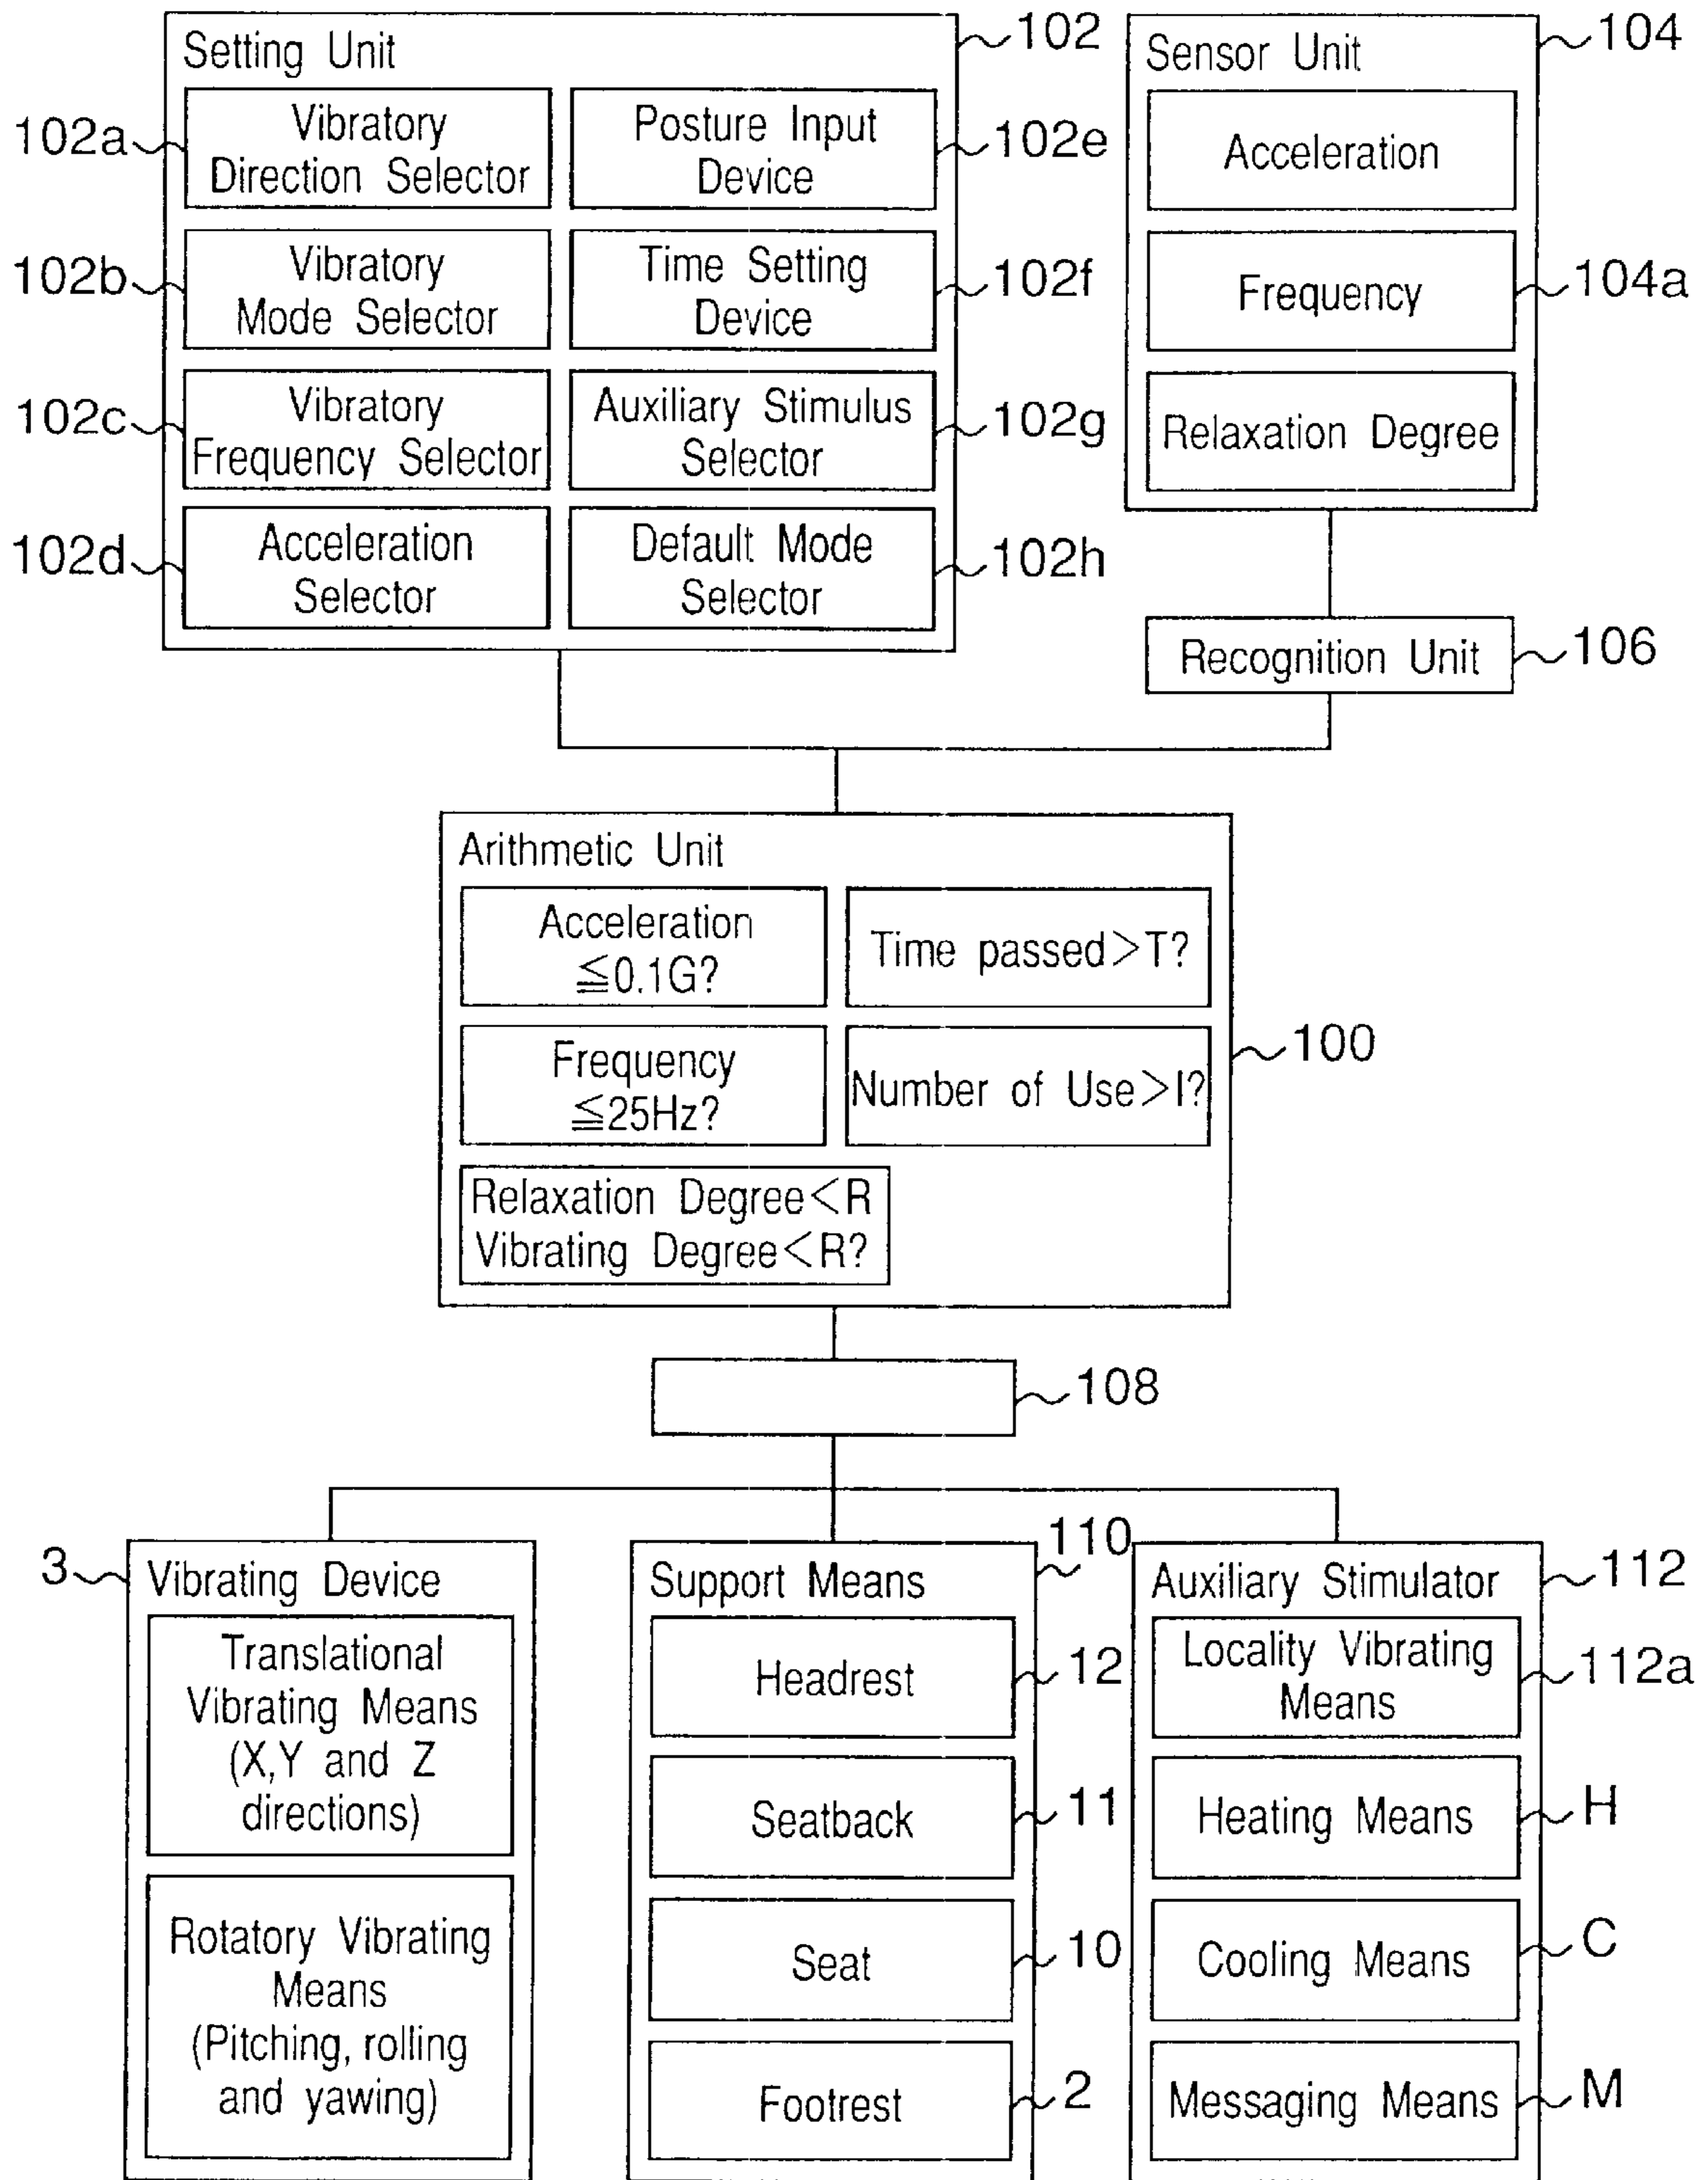 Setting Unit
102
102a
Vibratory
Direction Selector
Posture Input
Device
102e
102b
Vibratory
Mode Selector
Time Setting
Device
102f
102c
Vibratory
Frequency Selector
Auxiliary Stimulus
Selector
102g
102d
Acceleration
Selector
Default Mode
Selector
102h
Sensor Unit
104
Acceleration
Frequency
104a
Relaxation Degree
Recognition Unit
106
Arithmetic Unit
Acceleration
≦0.1G?
Time passed>T?
Frequency
≦25Hz?
Number of Use>I?
100
Relaxation Degree<R
Vibrating Degree<R?
108
3
Vibrating Device
Translational
Vibrating Means
(X,Y and Z
directions)
Rotatory Vibrating
Means
(Pitching, rolling
and yawing)
110
Support Means
Headrest
12
Seatback
11
Seat
10
Footrest
2
Auxiliary Stimulator
112
Locality Vibrating
Means
112a
Heating Means
H
Cooling Means
C
Messaging Means
M